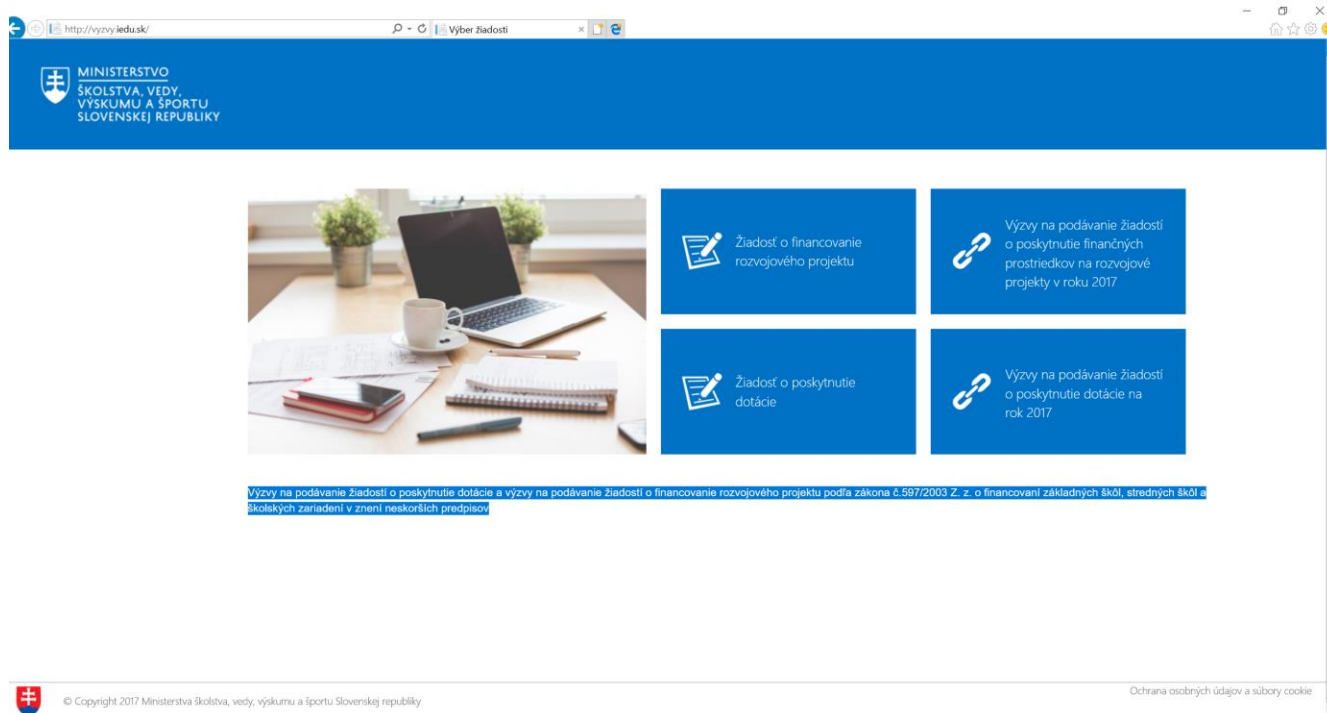 http://vyzvy.iedu.sk/
Výber žiadosti
MINISTERSTVO
ŠKOLSTVA, VEDY,
VÝSKUMU A ŠPORTU
SLOVENSKEJ REPUBLIKY
Žiadosť o financovanie
rozvojového projektu
Výzvy na podávanie žiadostí
o poskytnutie finančných
prostriedkov na rozvojové
projekty v roku 2017
Žiadosť o poskytnutie
dotácie
Výzvy na podávanie žiadostí
o poskytnutie dotácie na
rok 2017
Výzvy na podávanie žiadostí o poskytnutie dotácie a výzvy na podávanie žiadostí o financovanie rozvojového projektu podľa zákona č.597/2003 Z. z. o financovaní základných škôl, stredných škôl a
školských zariadení v znení neskorších predpisov
Ochrana osobných údajov a súbory cookie
© Copyright 2017 Ministerstva školstva, vedy, výskumu a športu Slovenskej republiky